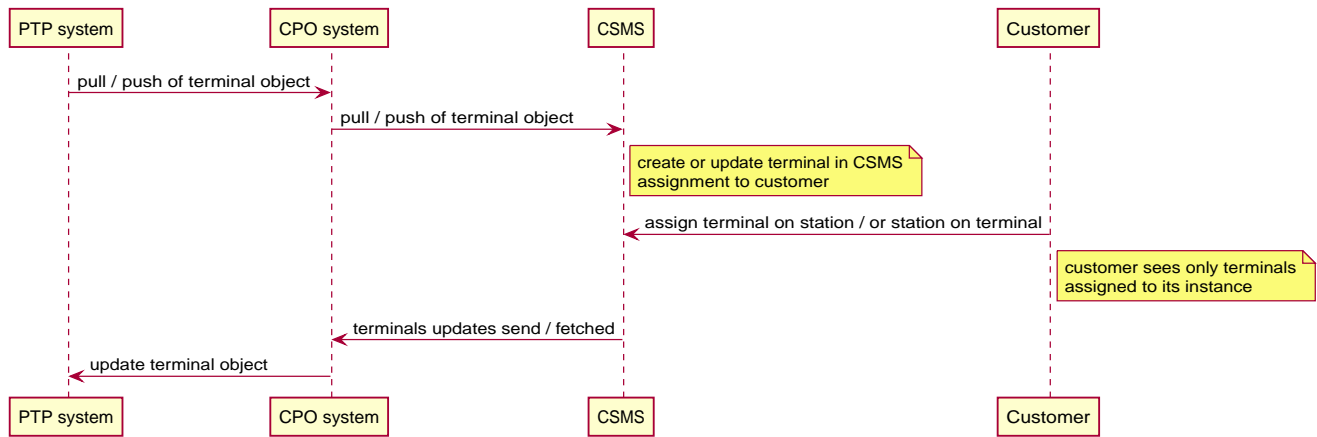 PTP system
CPO system
CSMS
Customer
pull / push of terminal object
pull / push of terminal object
create or update terminal in CSMS
assignment to customer
assign terminal on station / or station on terminal
customer sees only terminals
assigned to its instance
terminals updates send / fetched
update terminal object
PTP system
CPO system
CSMS
Customer